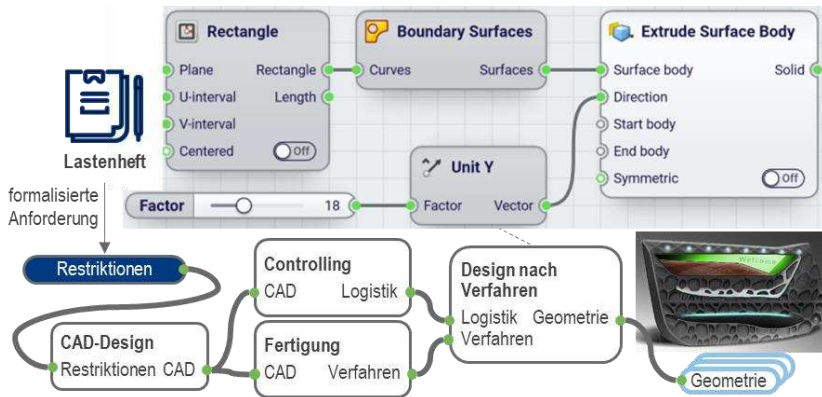 Rectangle
Plane Rectangle
U-interval Length
V-interval
Centered Off
Boundary Surfaces
Curves Surfaces
Extrude Surface Body
Surface body Solid
Direction
Start body
End body
Symmetric Off
Lastenheft
formalisierte
Anforderung
Factor 18
Unit Y
Factor Vector
Restriktionen
CAD-Design
Restriktionen CAD
Controlling
CAD Logistik
Fertigung
CAD Verfahren
Design nach
Verfahren
Logistik Geometrie
Verfahren
Welcome
Geometrie